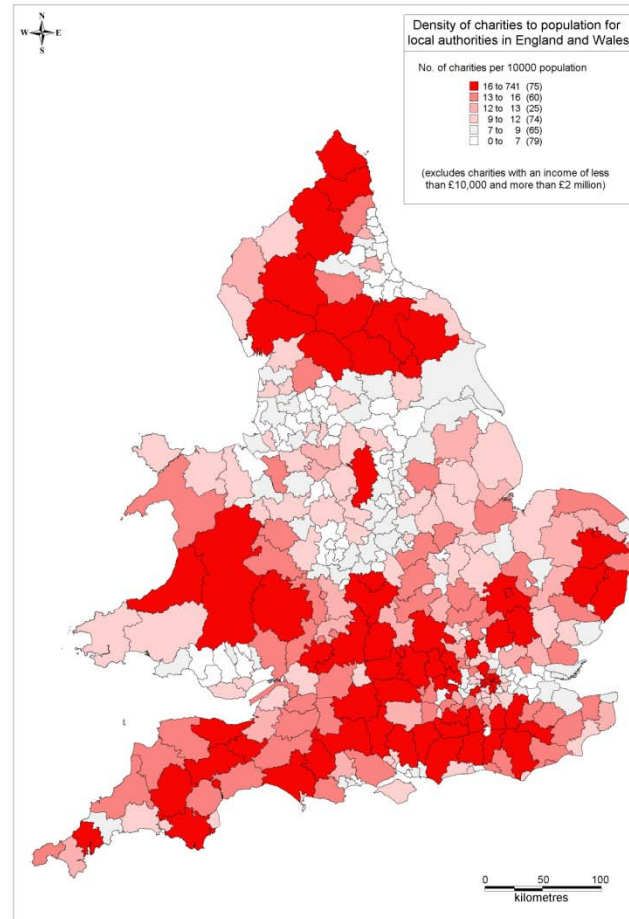 N
W E
S
Density of charities to population for
local authorities in England and Wales
No. of charities per 10000 population
16 to 741 (75)
13 to 16 (60)
12 to 13 (25)
9 to 12 (74)
7 to 9 (65)
0 to 7 (79)
(excludes charities with an income of less
than £10,000 and more than £2 million)
0 50 100
kilometres